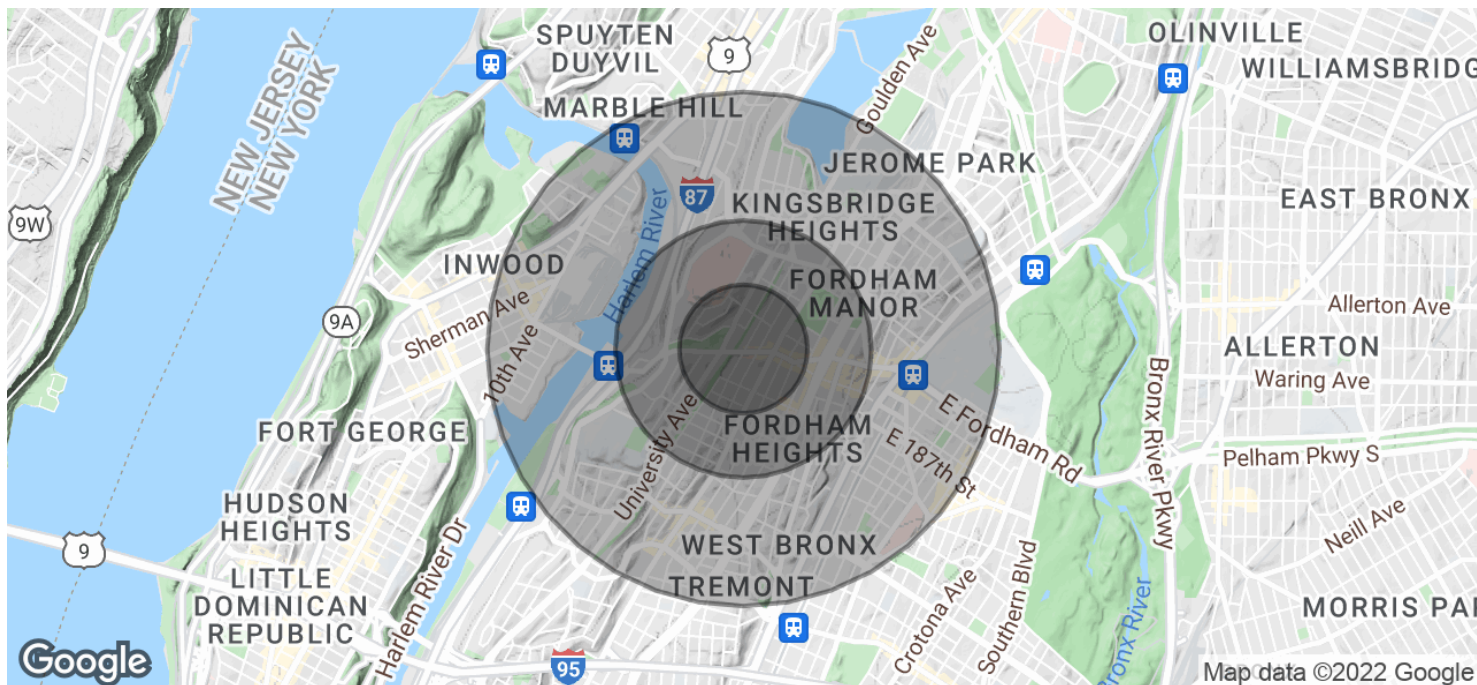 SPUYTEN
DUYVIL
9
OLINVILLE
WILLIAMSBRIDG
Goulden Ave
MARBLE HILL
NEW JERSEY
NEW YORK
JEROME PARK
87
KINGSBRIDGE
HEIGHTS
EAST BRONX
9W
Harlem River
INWOOD
FORDHAM
MANOR
Allerton Ave
9A
Sherman Ave
10th Ave
ALLERTON
Waring Ave
Bronx River Pkwy
University Ave
FORDHAM
HEIGHTS
E Fordham Rd
E 187th St
FORT GEORGE
Pelham Pkwy S
HUDSON
HEIGHTS
Neill Ave
9
WEST BRONX
TREMONT
Harlem River Dr
LITTLE
DOMINICAN
REPUBLIC
Crotona Ave
Southern Blvd
Bronx River
MORRIS PA
95
Google
Map data ©2022 Google